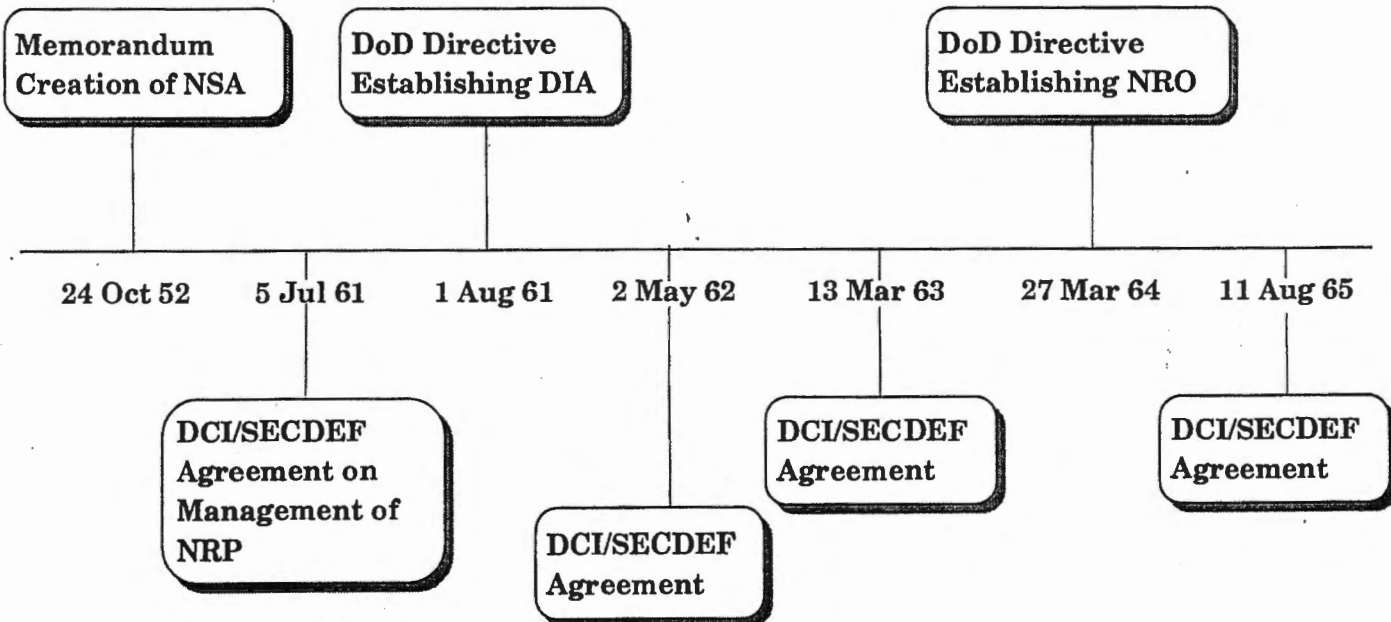 Memorandum
Creation of NSA
DoD Directive
Establishing DIA
DoD Directive
Establishing NRO
24 Oct 52
5 Jul 61
1 Aug 61
2 May 62
13 Mar 63
27 Mar 64
11 Aug 65
DCI/SECDEF
Agreement on
Management of
NRP
DCI/SECDEF
Agreement
DCI/SECDEF
Agreement
DCI/SECDEF
Agreement